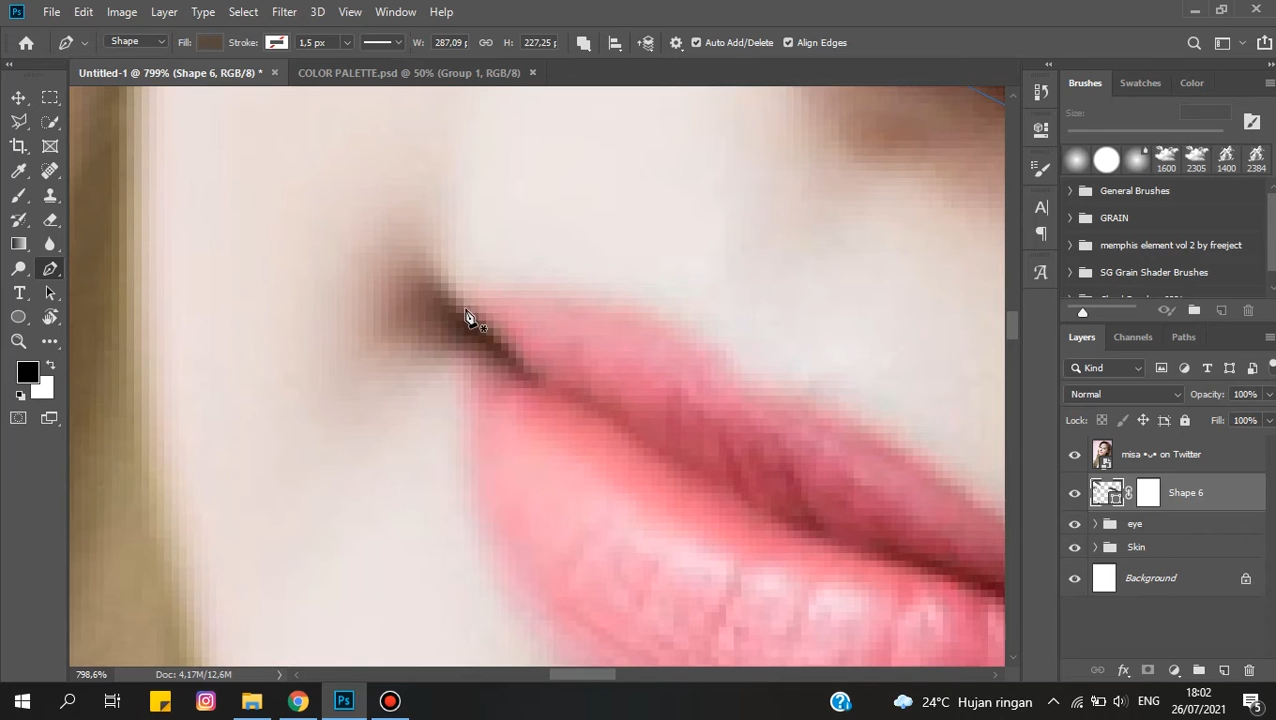 Ps File Edit Image Layer Type Select Filter 3D View Window Help
Shape Fill: Stroke: 1,5 px W: 287,09 p H: 227,25 p Auto Add/Delete Align Edges
Untitled-1 @ 799% (Shape 6, RGB/8) * × COLOR PALETTE.psd @ 50% (Group 1, RGB/8) ×
Brushes Swatches Color
Size:
1600 2305 1400 2384
General Brushes
GRAIN
memphis element vol 2 by freeject
SG Grain Shader Brushes
Layers Channels Paths
Kind
Normal Opacity: 100%
Lock: Fill: 100%
misa •ᴗ• on Twitter
Shape 6
eye
Skin
Background
798,6% Doc: 4,17M/12,6M
Ps 24°C Hujan ringan ENG 18:02
26/07/2021 5